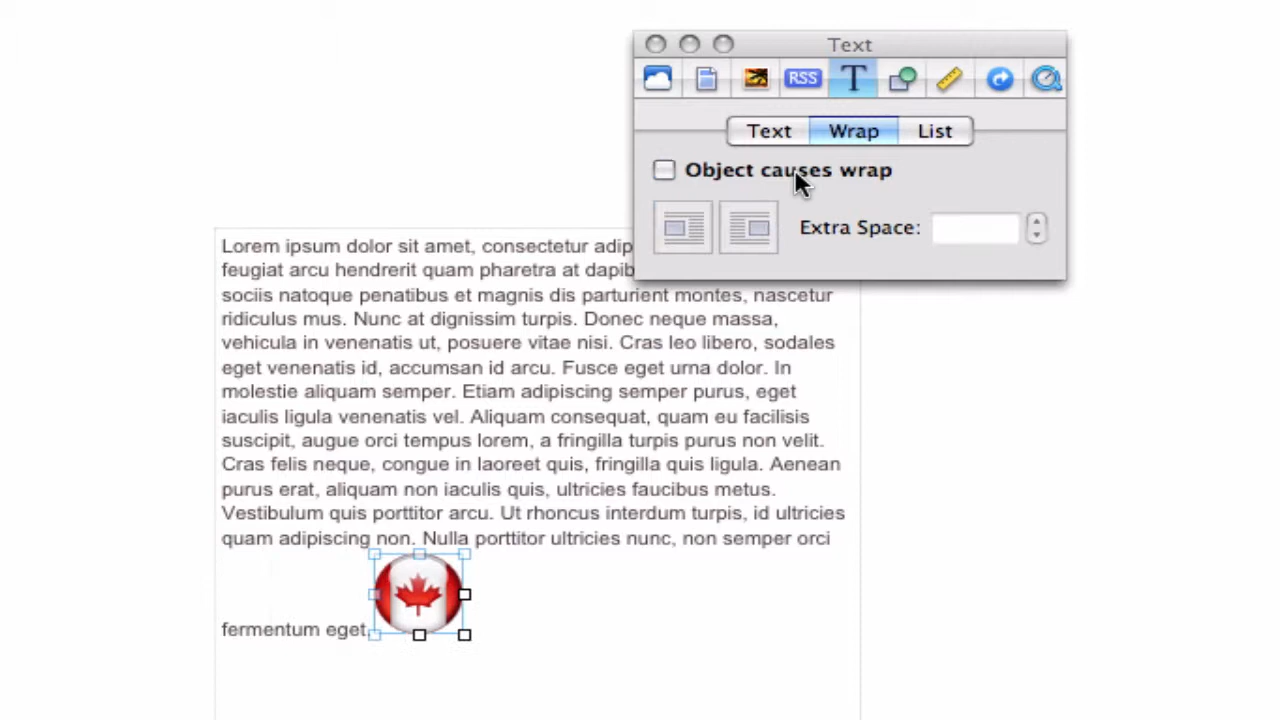 Text
RSS
T
Text Wrap List
Object causes wrap
Extra Space:
Lorem ipsum dolor sit amet, consectetur adip
feugiat arcu hendrerit quam pharetra at dapib
sociis natoque penatibus et magnis dis parturient montes, nascetur
ridiculus mus. Nunc at dignissim turpis. Donec neque massa,
vehicula in venenatis ut, posuere vitae nisi. Cras leo libero, sodales
eget venenatis id, accumsan id arcu. Fusce eget urna dolor. In
molestie aliquam semper. Etiam adipiscing semper purus, eget
iaculis ligula venenatis vel. Aliquam consequat, quam eu facilisis
suscipit, augue orci tempus lorem, a fringilla turpis purus non velit.
Cras felis neque, congue in laoreet quis, fringilla quis ligula. Aenean
purus erat, aliquam non iaculis quis, ultricies faucibus metus.
Vestibulum quis porttitor arcu. Ut rhoncus interdum turpis, id ultricies
quam adipiscing non. Nulla porttitor ultricies nunc, non semper orci
fermentum eget.